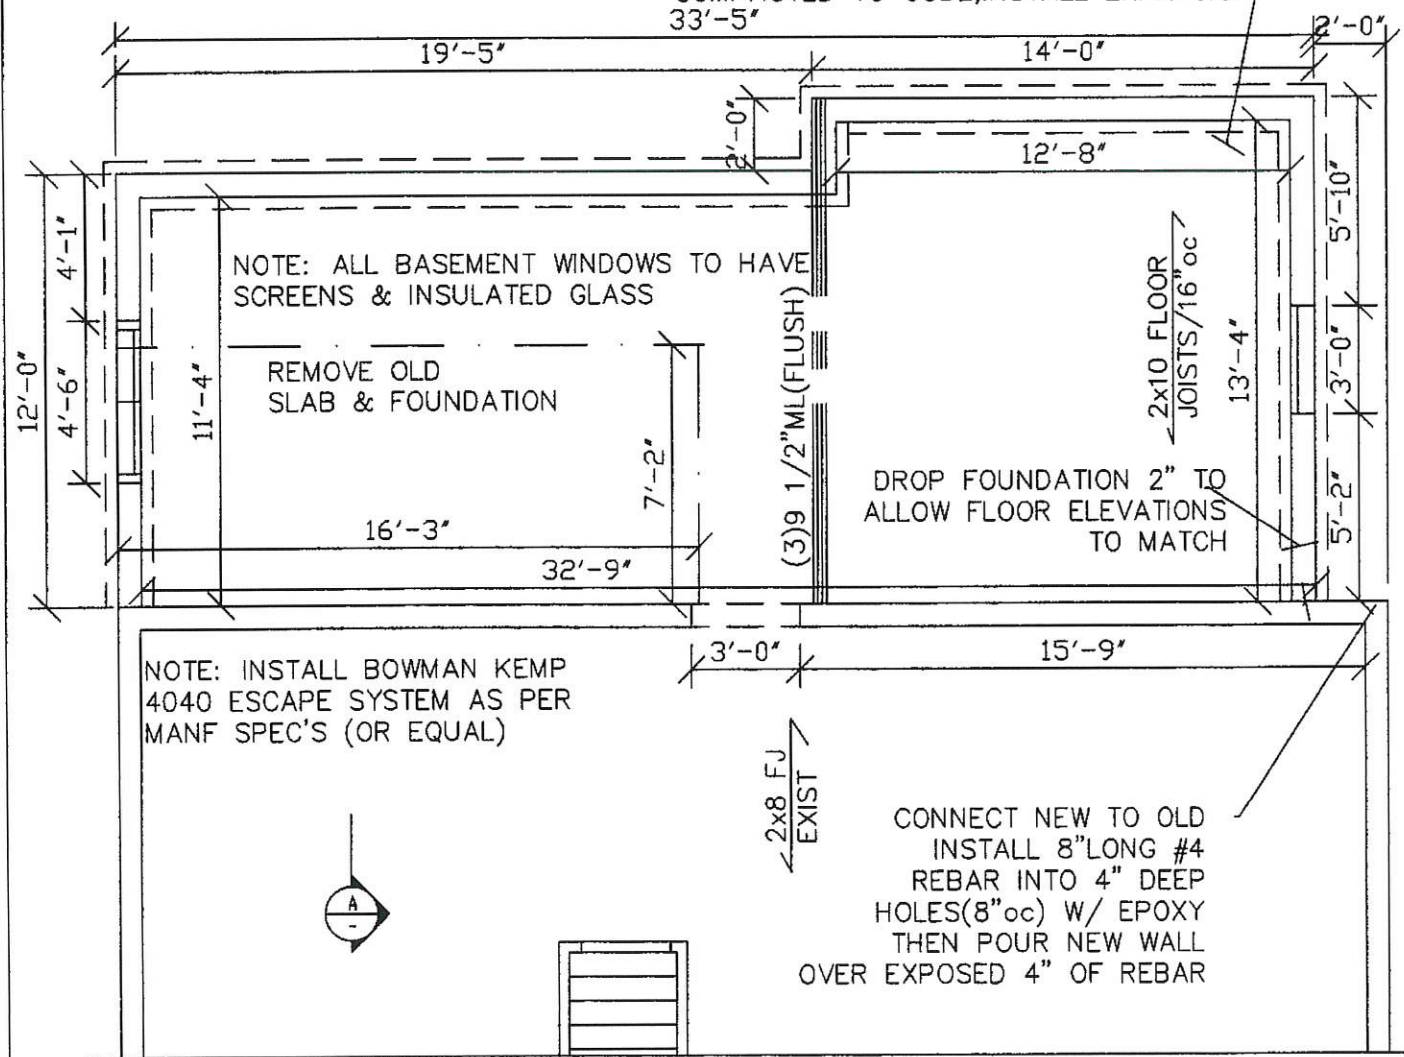 33'-5"
2'-0"
19'-5"
14'-0"
2'-0"
12'-8"
5'-10"
4'-1"
NOTE: ALL BASEMENT WINDOWS TO HAVE
SCREENS & INSULATED GLASS
2x10 FLOOR
JOISTS/16"oc
13'-4"
3'-0"
12'-0"
4'-6"
11'-4"
REMOVE OLD
SLAB & FOUNDATION
(3)9 1/2"ML(FLUSH)
7'-2"
DROP FOUNDATION 2" TO
ALLOW FLOOR ELEVATIONS
TO MATCH
5'-2"
16'-3"
32'-9"
3'-0"
15'-9"
NOTE: INSTALL BOWMAN KEMP
4040 ESCAPE SYSTEM AS PER
MANF SPEC'S (OR EQUAL)
2x8 FJ
EXIST
CONNECT NEW TO OLD
INSTALL 8"LONG #4
REBAR INTO 4" DEEP
HOLES(8"oc) W/ EPOXY
THEN POUR NEW WALL
OVER EXPOSED 4" OF REBAR
A
-